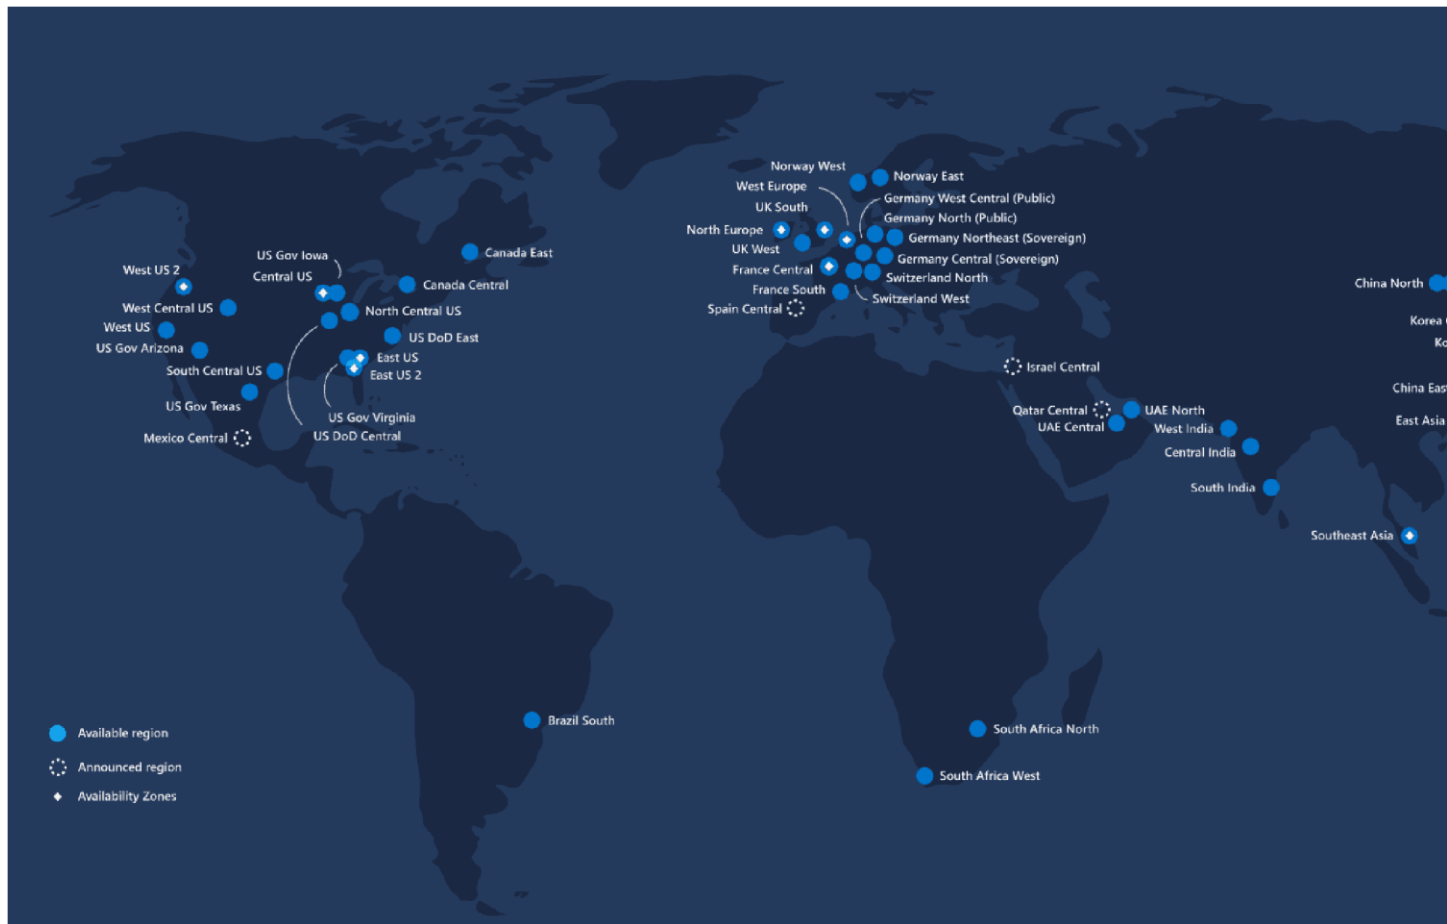 Norway West
Norway East
West Europe
Germany West Central (Public)
UK South
Germany North (Public)
North Europe
Germany Northeast (Sovereign)
UK West
Germany Central (Sovereign)
France Central
Switzerland North
France South
Switzerland West
Spain Central
US Gov Iowa
Canada East
West US 2
Central US
Canada Central
West Central US
North Central US
West US
US DoD East
US Gov Arizona
East US
South Central US
East US 2
US Gov Texas
US Gov Virginia
US DoD Central
Mexico Central
Israel Central
Qatar Central
UAE North
UAE Central
West India
Central India
South India
China North
Korea
China East
East Asia
Southeast Asia
Brazil South
South Africa North
South Africa West
Available region
Announced region
Availability Zones